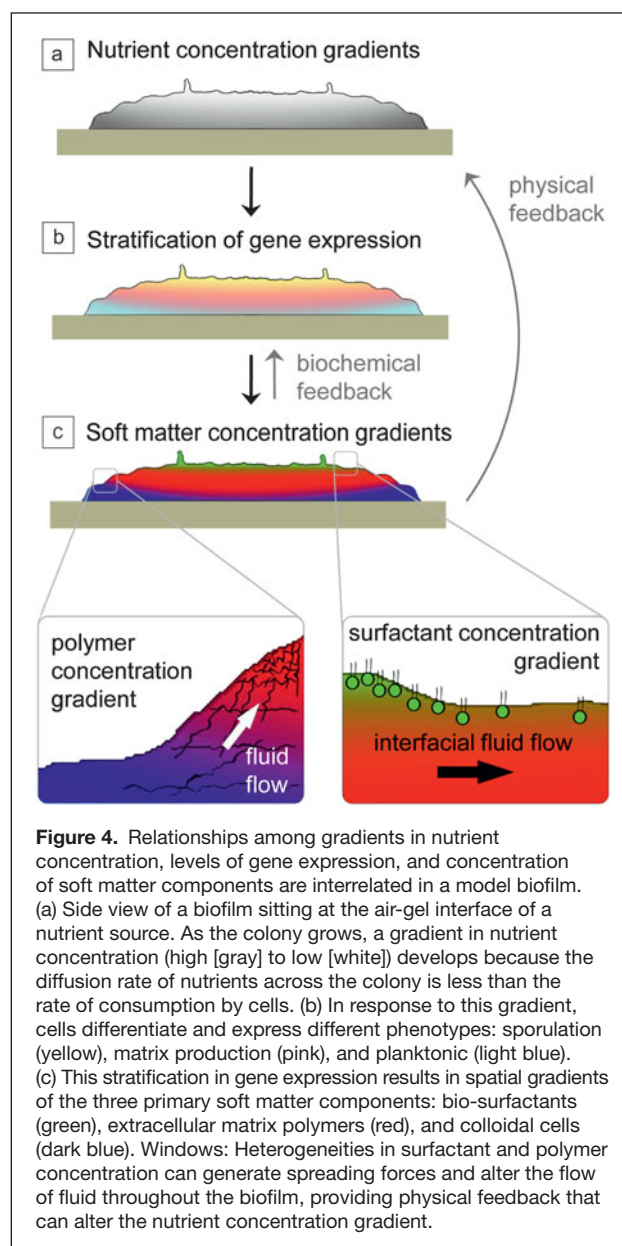 a Nutrient concentration gradients
physical
feedback
b Stratification of gene expression
biochemical
feedback
c Soft matter concentration gradients
polymer
concentration
gradient
fluid
flow
surfactant concentration
gradient
interfacial fluid flow
Figure 4. Relationships among gradients in nutrient
concentration, levels of gene expression, and concentration
of soft matter components are interrelated in a model biofilm.
(a) Side view of a biofilm sitting at the air-gel interface of a
nutrient source. As the colony grows, a gradient in nutrient
concentration (high [gray] to low [white]) develops because the
diffusion rate of nutrients across the colony is less than the
rate of consumption by cells. (b) In response to this gradient,
cells differentiate and express different phenotypes: sporulation
(yellow), matrix production (pink), and planktonic (light blue).
(c) This stratification in gene expression results in spatial gradients
of the three primary soft matter components: bio-surfactants
(green), extracellular matrix polymers (red), and colloidal cells
(dark blue). Windows: Heterogeneities in surfactant and polymer
concentration can generate spreading forces and alter the flow
of fluid throughout the biofilm, providing physical feedback that
can alter the nutrient concentration gradient.